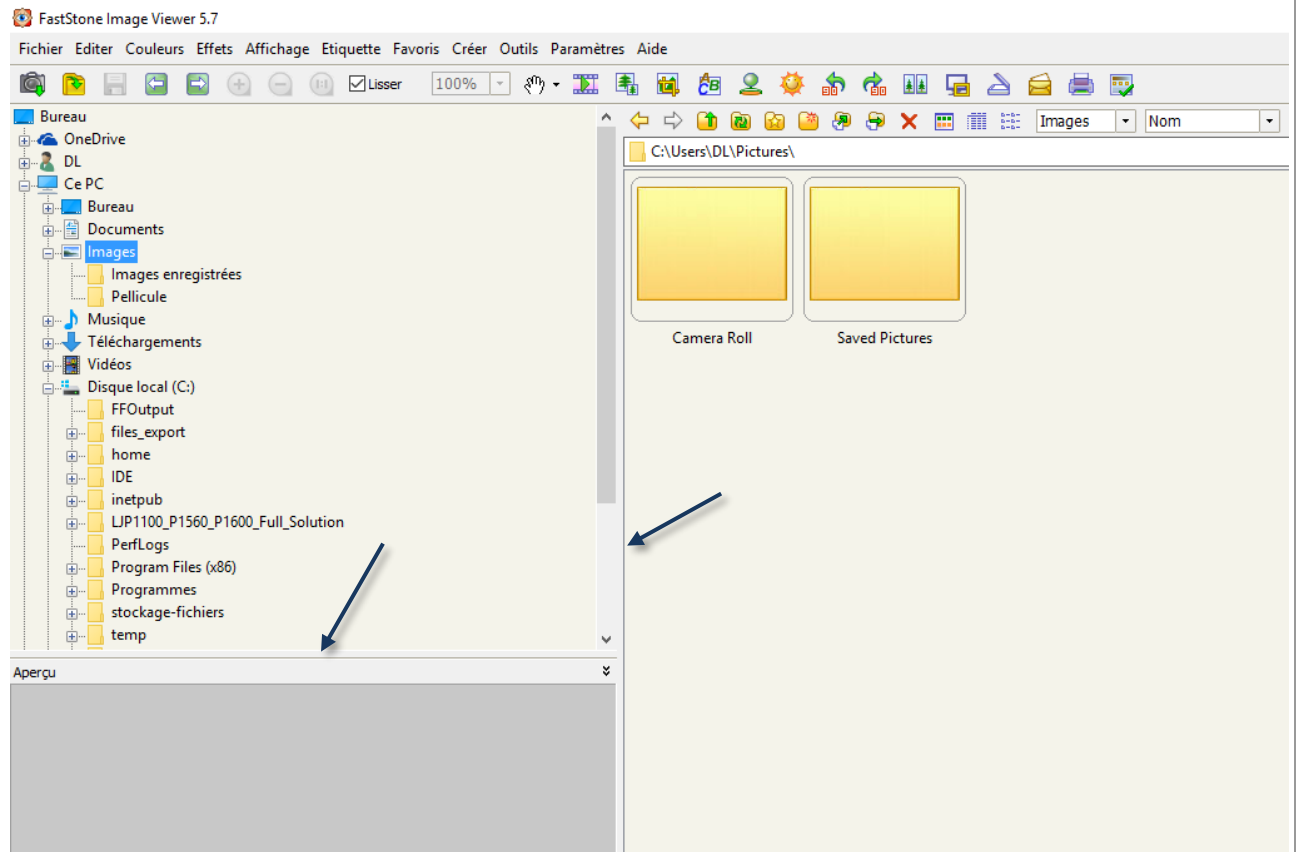 FastStone Image Viewer 5.7
Fichier Editer Couleurs Effets Affichage Etiquette Favoris Créer Outils Paramètres Aide
Lisser 100%
Bureau
OneDrive
DL
Ce PC
Bureau
Documents
Images
Images enregistrées
Pellicule
Musique
Téléchargements
Vidéos
Disque local (C:)
FFOutput
files_export
home
IDE
inetpub
LJP1100_P1560_P1600_Full_Solution
PerfLogs
Program Files (x86)
Programmes
stockage-fichiers
temp
Aperçu
Images Nom
C:\Users\DL\Pictures\
Camera Roll Saved Pictures